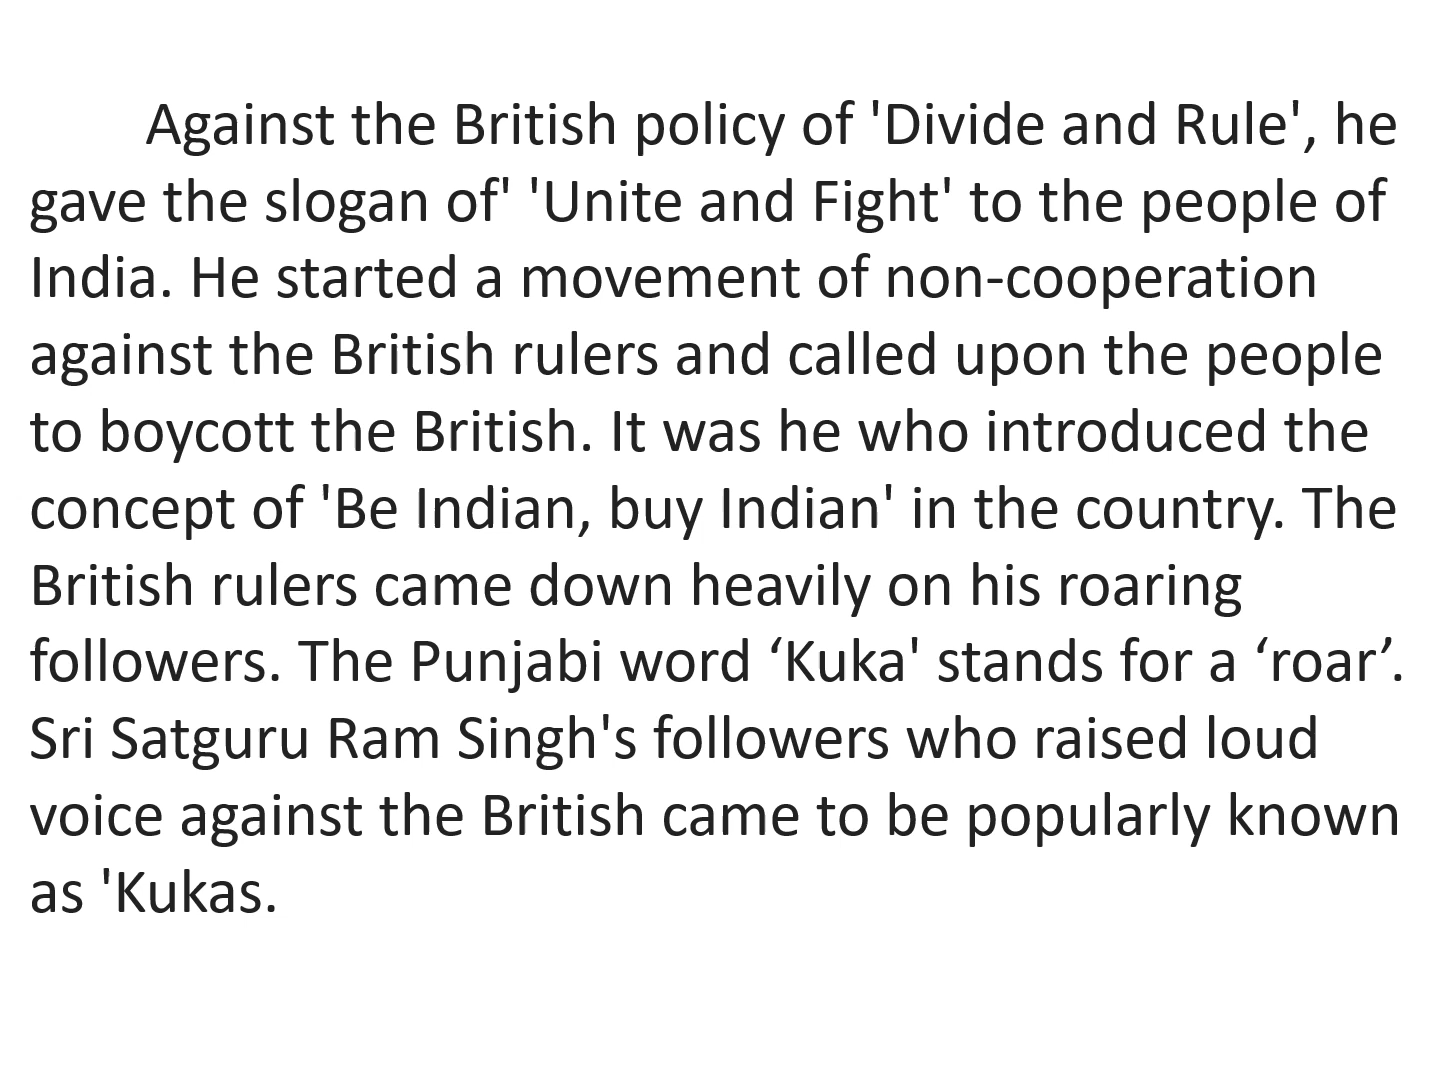 Against the British policy of 'Divide and Rule', he
gave the slogan of' 'Unite and Fight' to the people of
India. He started a movement of non-cooperation
against the British rulers and called upon the people
to boycott the British. It was he who introduced the
concept of 'Be Indian, buy Indian' in the country. The
British rulers came down heavily on his roaring
followers. The Punjabi word ‘Kuka' stands for a ‘roar’.
Sri Satguru Ram Singh's followers who raised loud
voice against the British came to be popularly known
as 'Kukas.